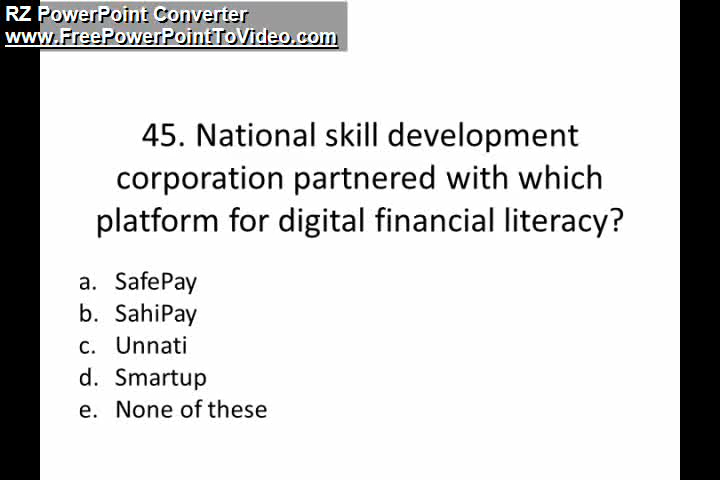 RZ PowerPoint Converter
www.FreePowerPointToVideo.com
45. National skill development
corporation partnered with which
platform for digital financial literacy?
a. SafePay
b. SahiPay
c. Unnati
d. Smartup
e. None of these